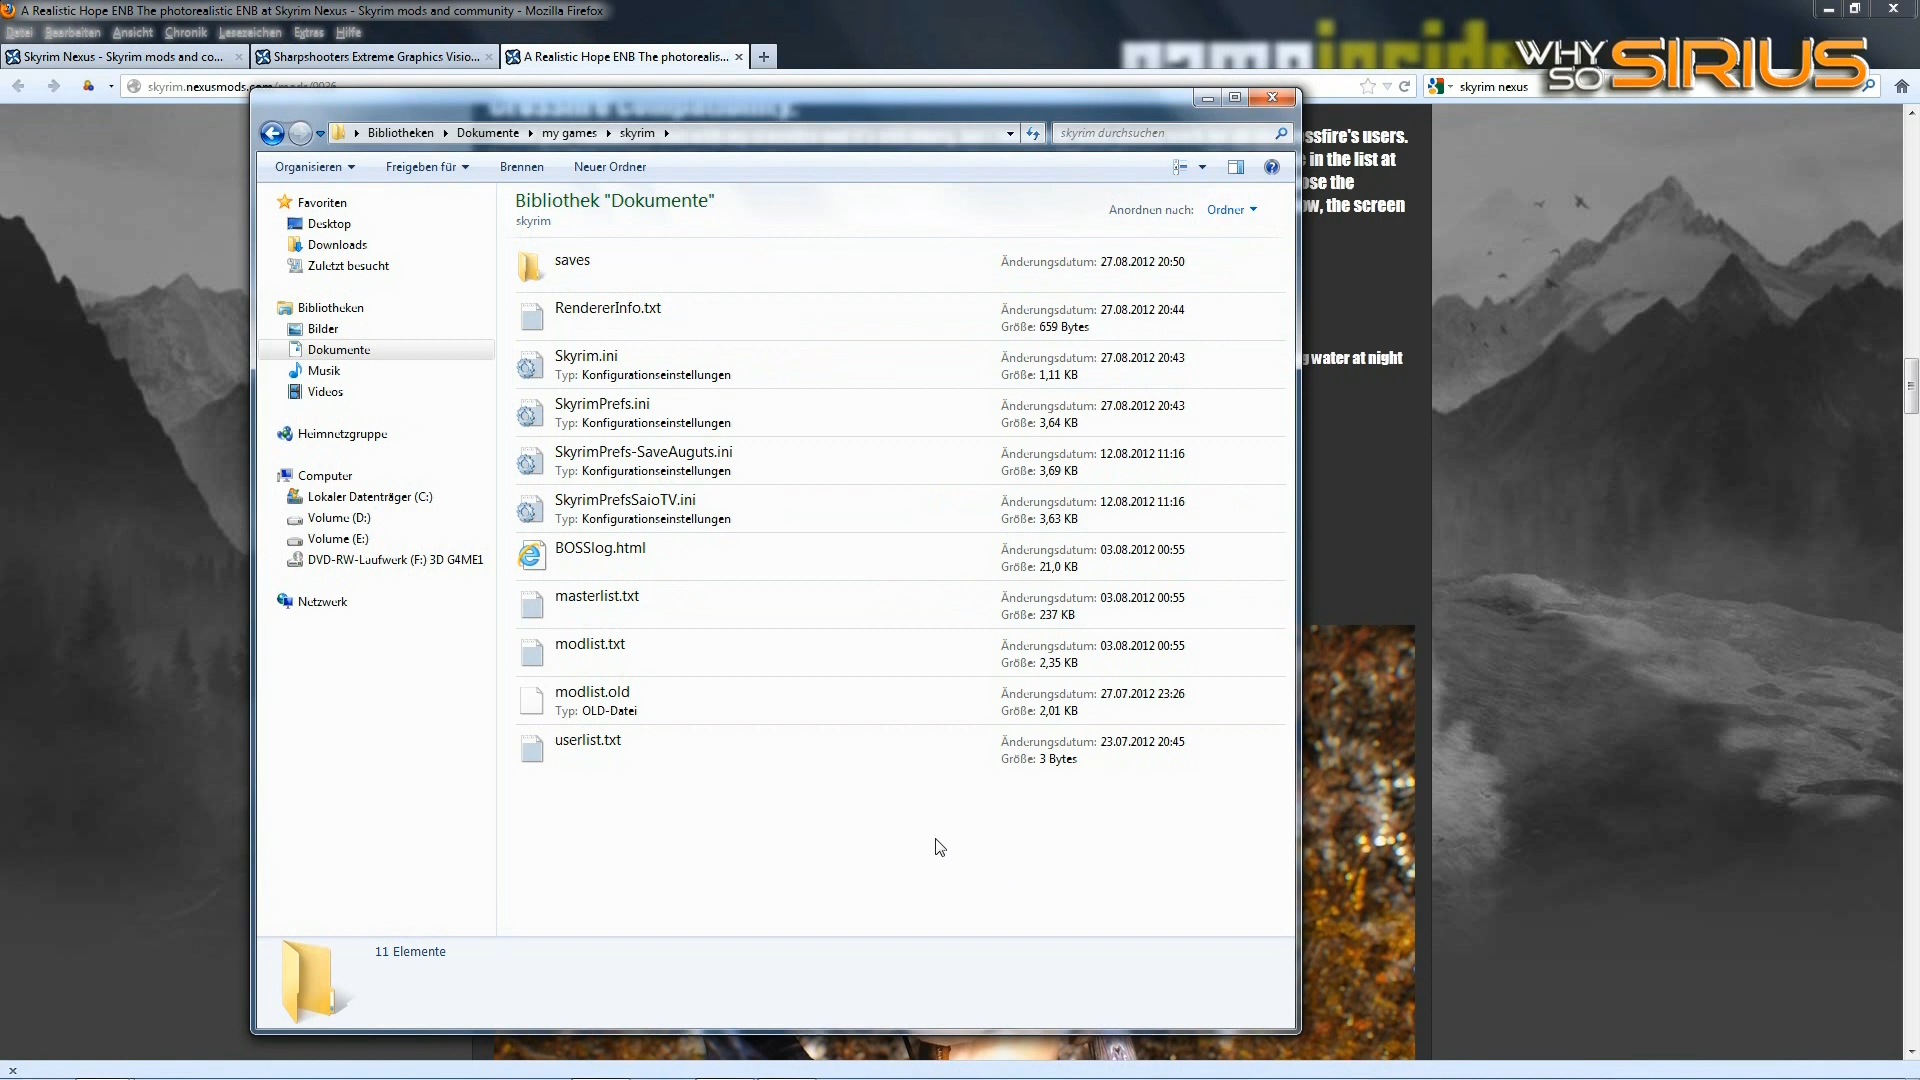 A Realistic Hope ENB The photorealistic ENB at Skyrim Nexus - Skyrim mods and community - Mozilla Firefox
Datei Bearbeiten Ansicht Chronik Lesezeichen Extras Hilfe
Skyrim Nexus - Skyrim mods and co...
Sharpshooters Extreme Graphics Visio...
A Realistic Hope ENB The photorealis...
WHY SO SIRIUS
skyrim.nexusmods.com
skyrim nexus
Bibliotheken
Dokumente
my games
skyrim
skyrim durchsuchen
Organisieren
Freigeben für
Brennen
Neuer Ordner
Favoriten
Desktop
Downloads
Zuletzt besucht
Bibliotheken
Bilder
Dokumente
Musik
Videos
Heimnetzgruppe
Computer
Lokaler Datenträger (C:)
Volume (D:)
Volume (E:)
DVD-RW-Laufwerk (F:) 3D G4ME1
Netzwerk
Bibliothek "Dokumente"
skyrim
Anordnen nach: Ordner
saves
Änderungsdatum: 27.08.2012 20:50
RendererInfo.txt
Änderungsdatum: 27.08.2012 20:44
Größe: 659 Bytes
Skyrim.ini
Typ: Konfigurationseinstellungen
Änderungsdatum: 27.08.2012 20:43
Größe: 1,11 KB
SkyrimPrefs.ini
Typ: Konfigurationseinstellungen
Änderungsdatum: 27.08.2012 20:43
Größe: 3,64 KB
SkyrimPrefs-SaveAuguts.ini
Typ: Konfigurationseinstellungen
Änderungsdatum: 12.08.2012 11:16
Größe: 3,69 KB
SkyrimPrefsSaioTV.ini
Typ: Konfigurationseinstellungen
Änderungsdatum: 12.08.2012 11:16
Größe: 3,63 KB
BOSSlog.html
Änderungsdatum: 03.08.2012 00:55
Größe: 21,0 KB
masterlist.txt
Änderungsdatum: 03.08.2012 00:55
Größe: 237 KB
modlist.txt
Änderungsdatum: 03.08.2012 00:55
Größe: 2,35 KB
modlist.old
Typ: OLD-Datei
Änderungsdatum: 27.07.2012 23:26
Größe: 2,01 KB
userlist.txt
Änderungsdatum: 23.07.2012 20:45
Größe: 3 Bytes
11 Elemente
ssfire's users.
in the list at
ose the
w, the screen
water at night